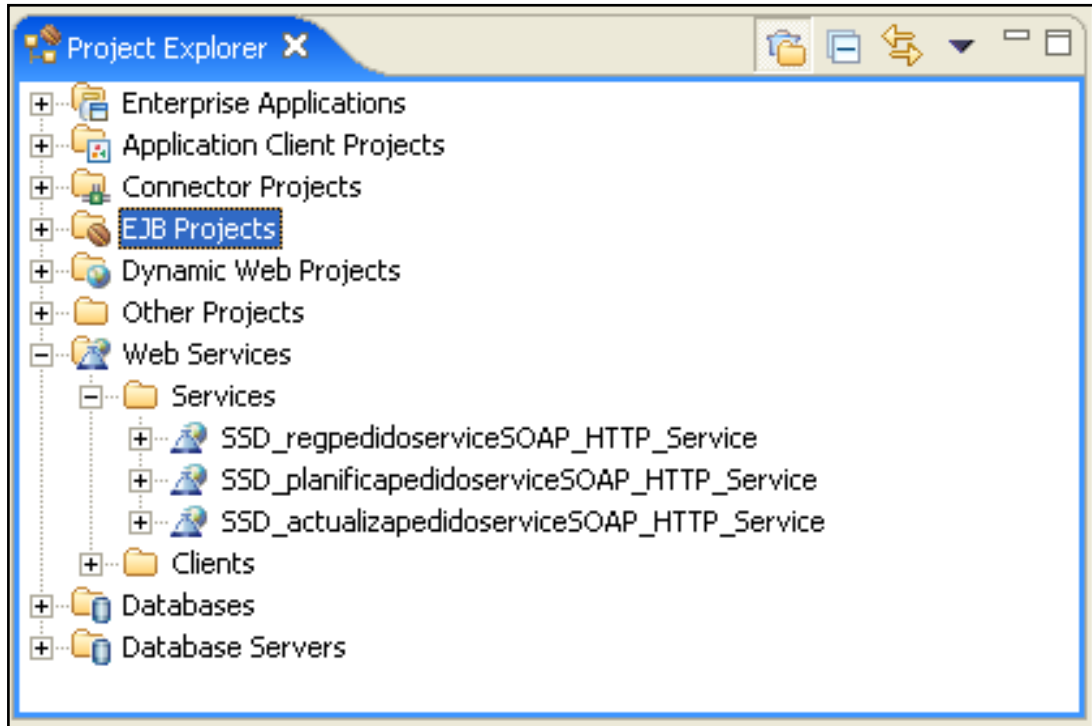 Project Explorer
Enterprise Applications
Application Client Projects
Connector Projects
EJB Projects
Dynamic Web Projects
Other Projects
Web Services
Services
SSD_regpedidoserviceSOAP_HTTP_Service
SSD_planificapedidoserviceSOAP_HTTP_Service
SSD_actualizapedidoserviceSOAP_HTTP_Service
Clients
Databases
Database Servers